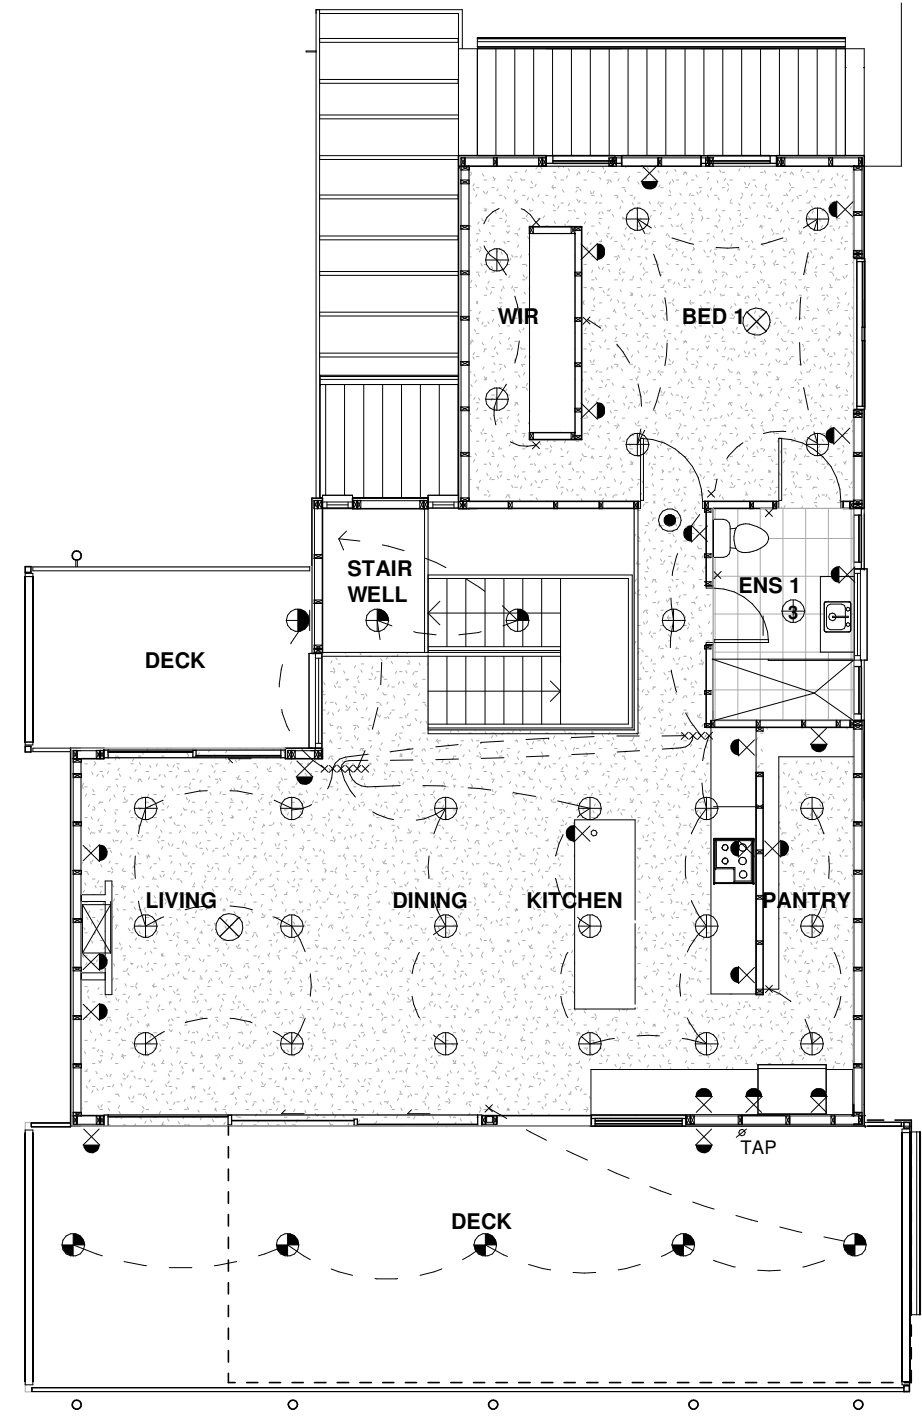 WIR
BED 1
STAIR
WELL
ENS 1
3
DECK
LIVING
DINING
KITCHEN
PANTRY
TAP
DECK